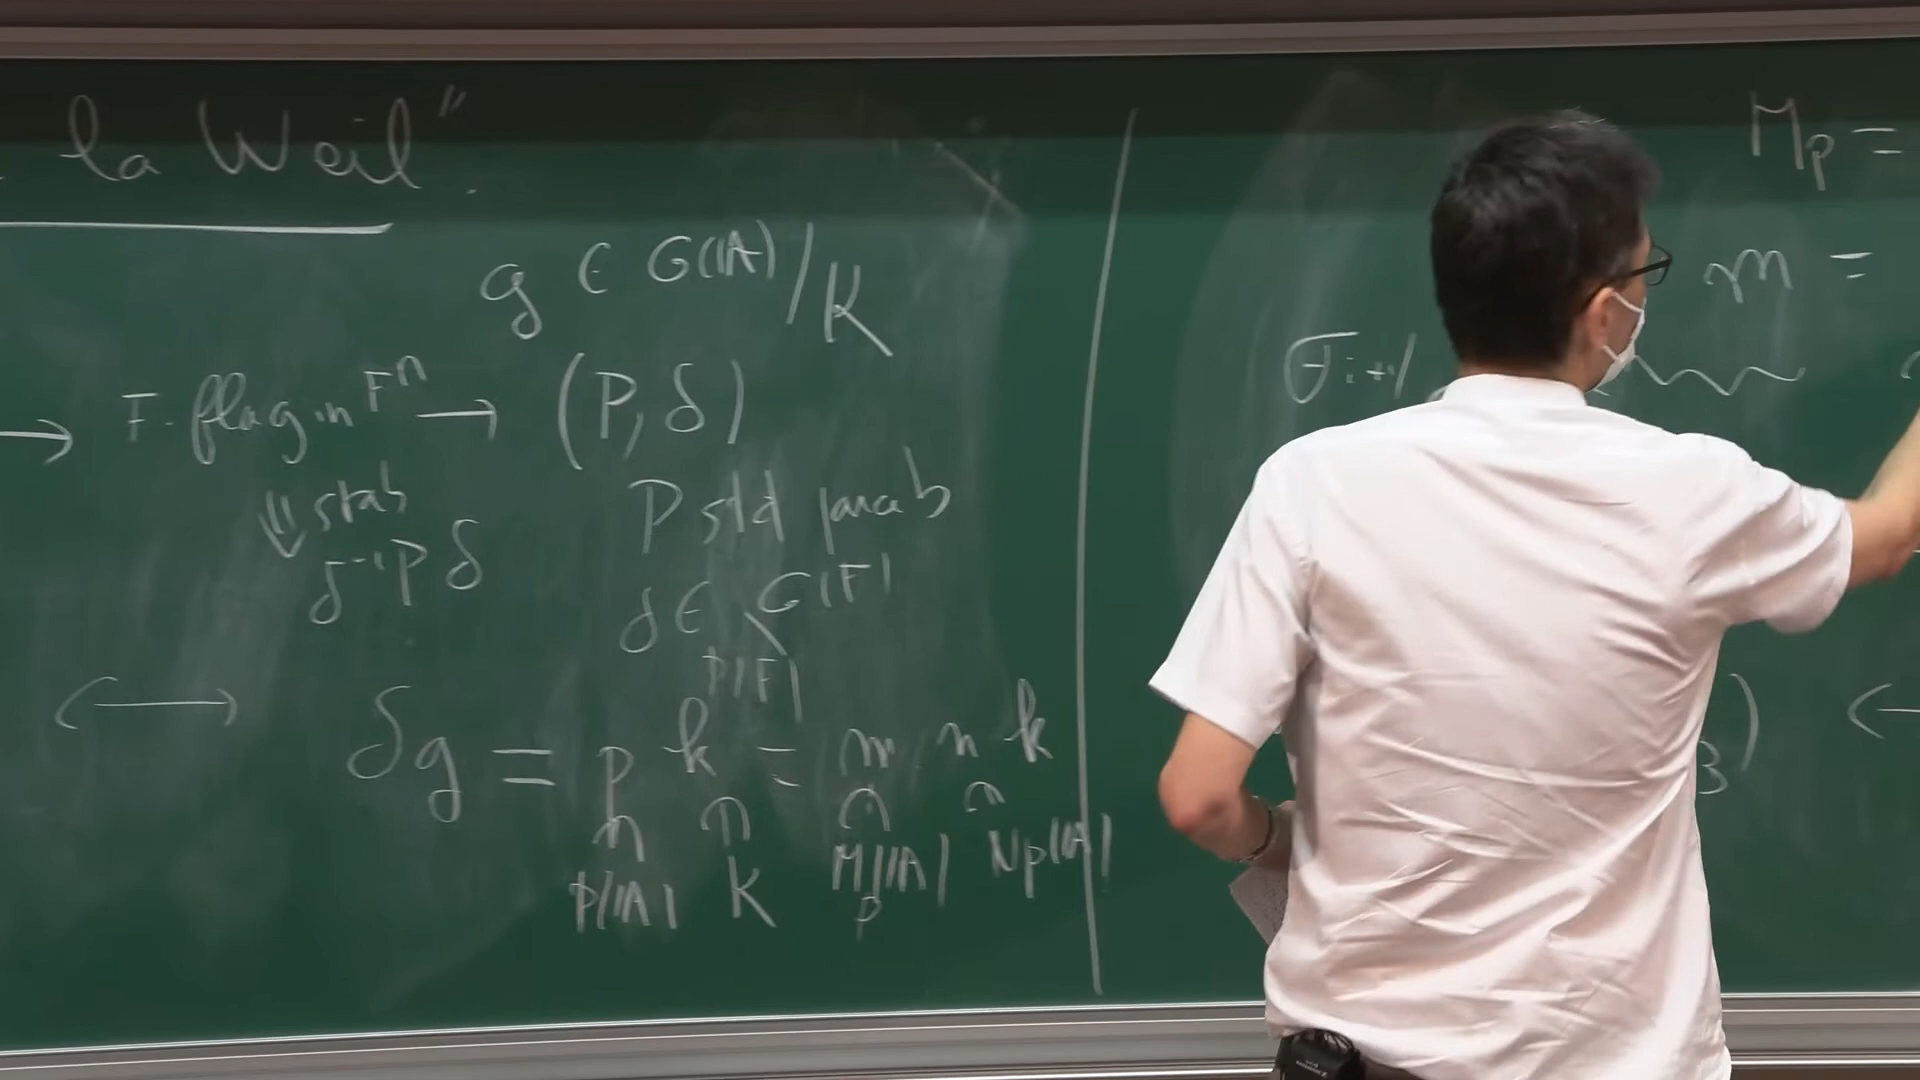 la Weil".
g ∈ G(𝔸)/K
→ F-flag in Fⁿ → (P, δ)
⇓ stab
δ⁻¹Pδ
P std parab
δ ∈ P(F)\G(F)
↔ δg = p k = m n k
∩ ∩ ∩ ∩
P(𝔸) K M_P(𝔸) N_P(𝔸)
M_P =
m =